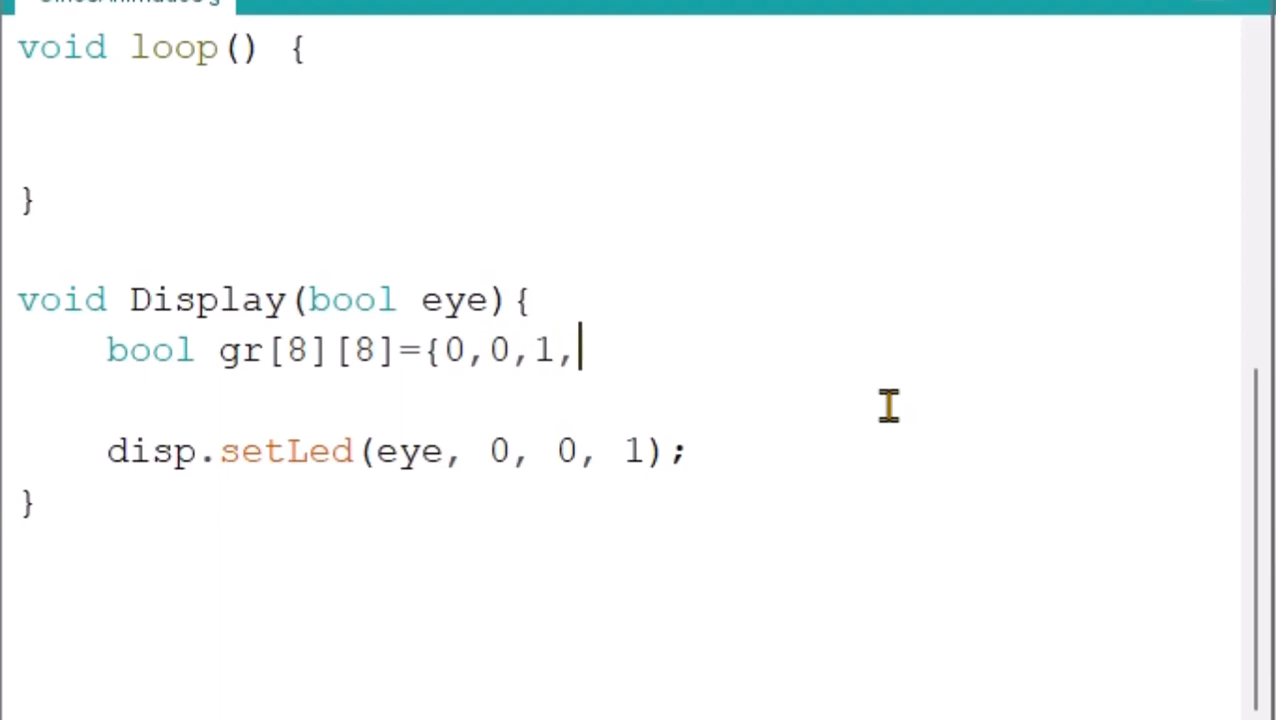 void loop() {
}
void Display(bool eye){
bool gr[8][8]={0,0,1,
disp.setLed(eye, 0, 0, 1);
}